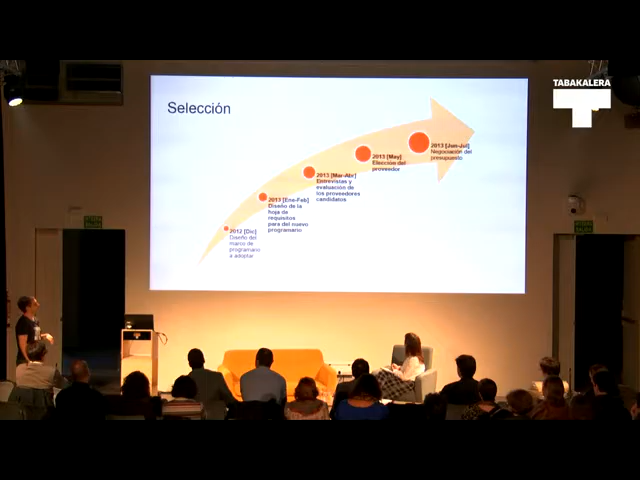 TABAKALERA
T
Selección
2013 [Jun-Jul]
Negociación del
presupuesto
2013 [May]
Elección del
proveedor
2013 [Mar-Abr]
Entrevistas y
evaluación de
los proveedores
candidatos
2013 [Ene-Feb]
Diseño de la
hoja de
requisitos
para del nuevo
programario
2012 [Dic]
Diseño del
marco de
programario
a adoptar